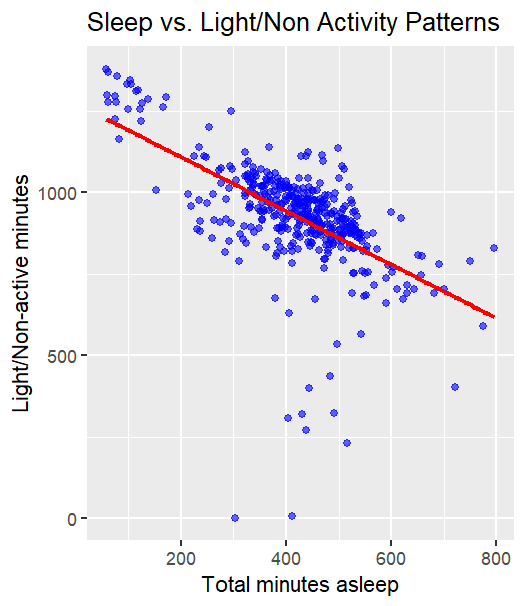 Sleep vs. Light/Non Activity Patterns
Light/Non-active minutes
1000
500
0
200 400 600 800
Total minutes asleep